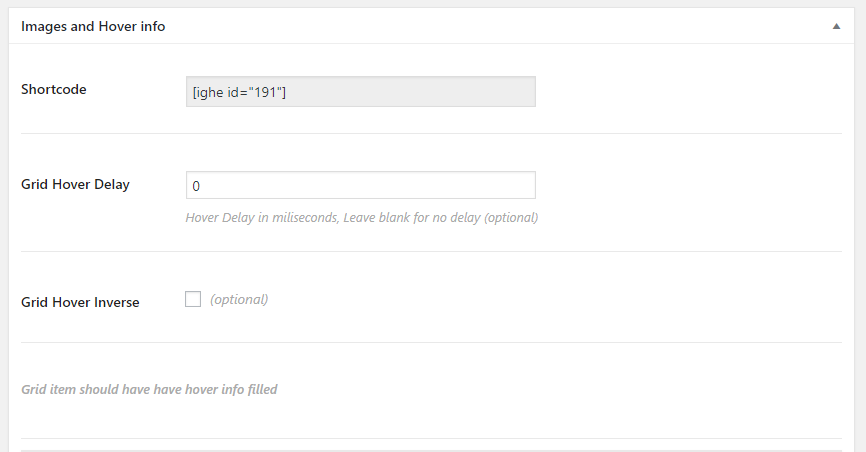 Images and Hover info
Shortcode
[ighe id="191"]
Grid Hover Delay
0
Hover Delay in miliseconds, Leave blank for no delay (optional)
Grid Hover Inverse
(optional)
Grid item should have have hover info filled